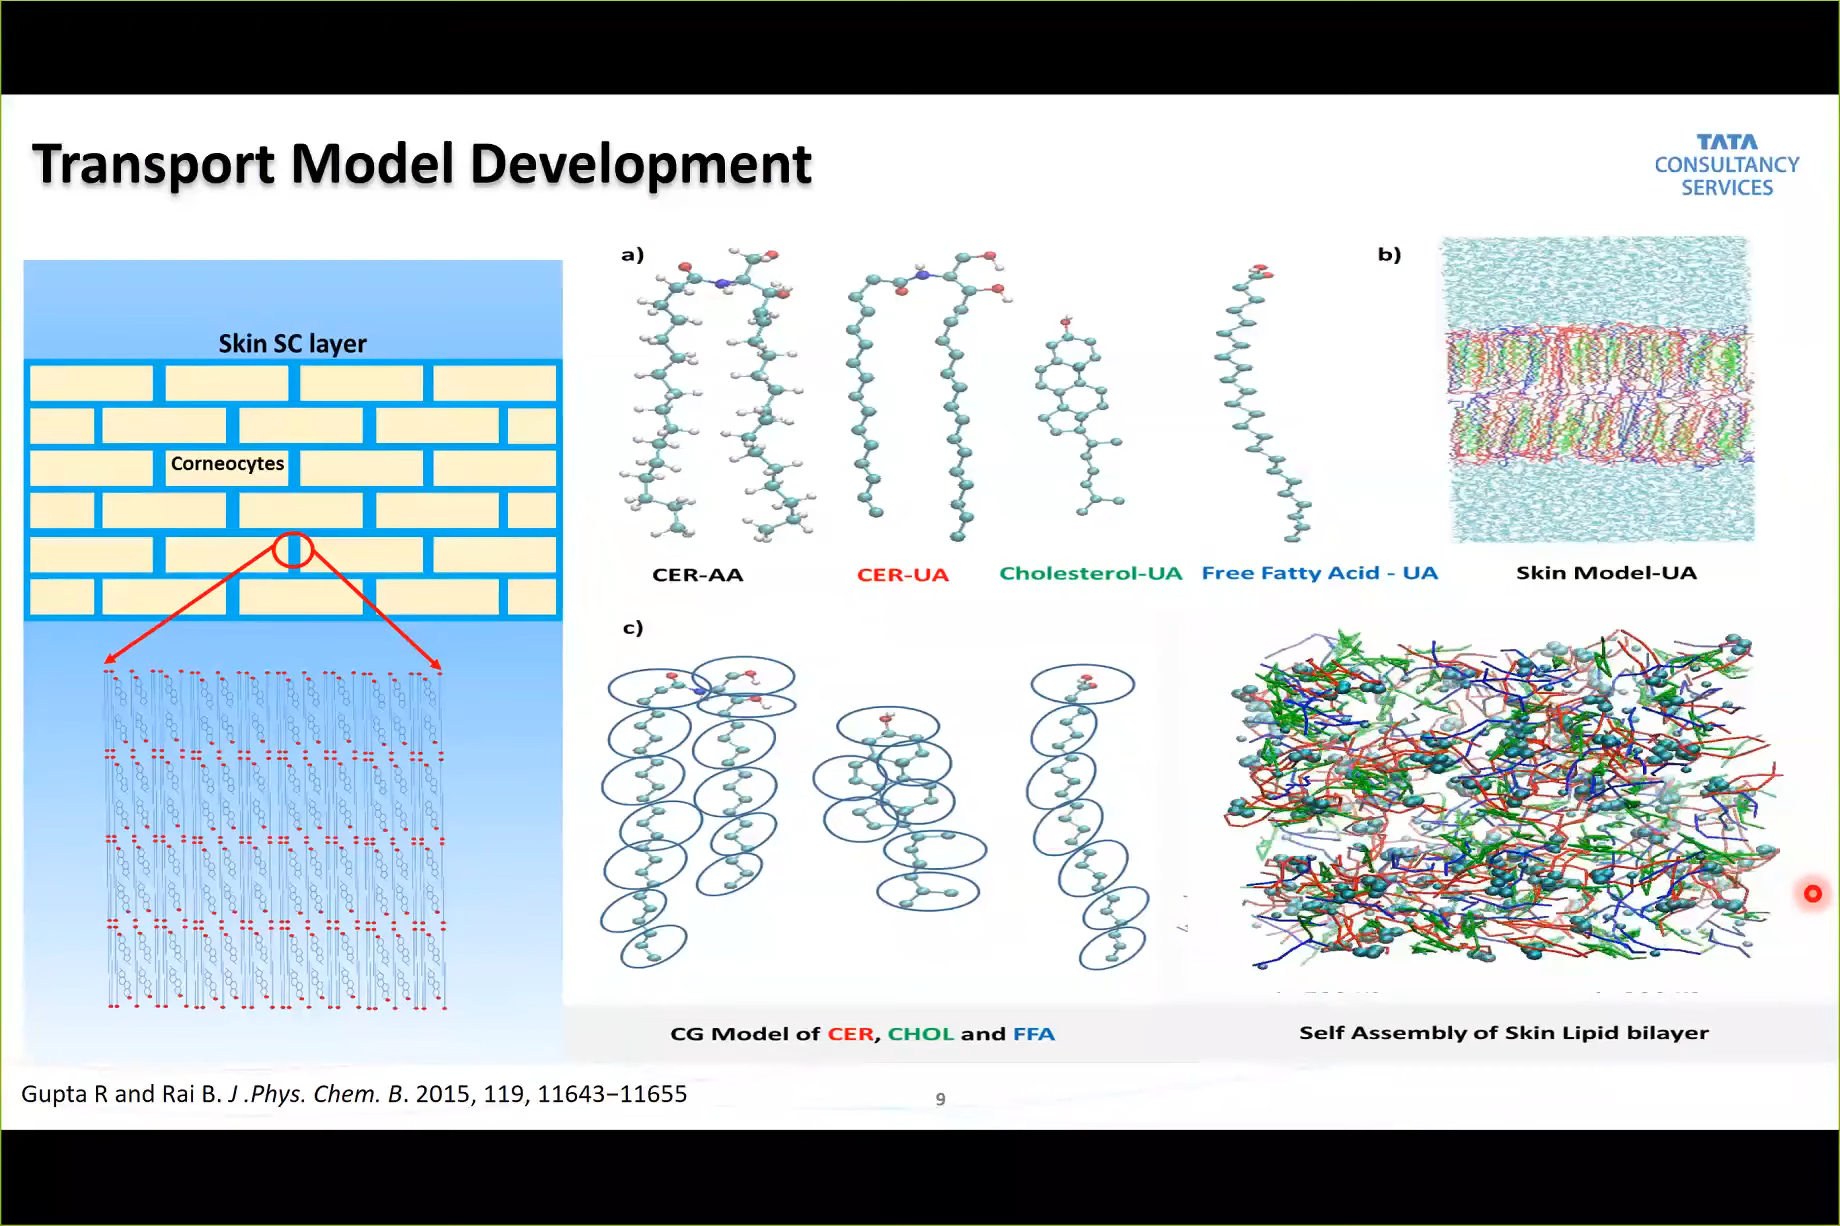 Transport Model Development
TATA
CONSULTANCY
SERVICES
Skin SC layer
Corneocytes
a)
b)
CER-AA
CER-UA
Cholesterol-UA
Free Fatty Acid - UA
Skin Model-UA
c)
CG Model of CER, CHOL and FFA
Self Assembly of Skin Lipid bilayer
Gupta R and Rai B. J .Phys. Chem. B. 2015, 119, 11643–11655
9